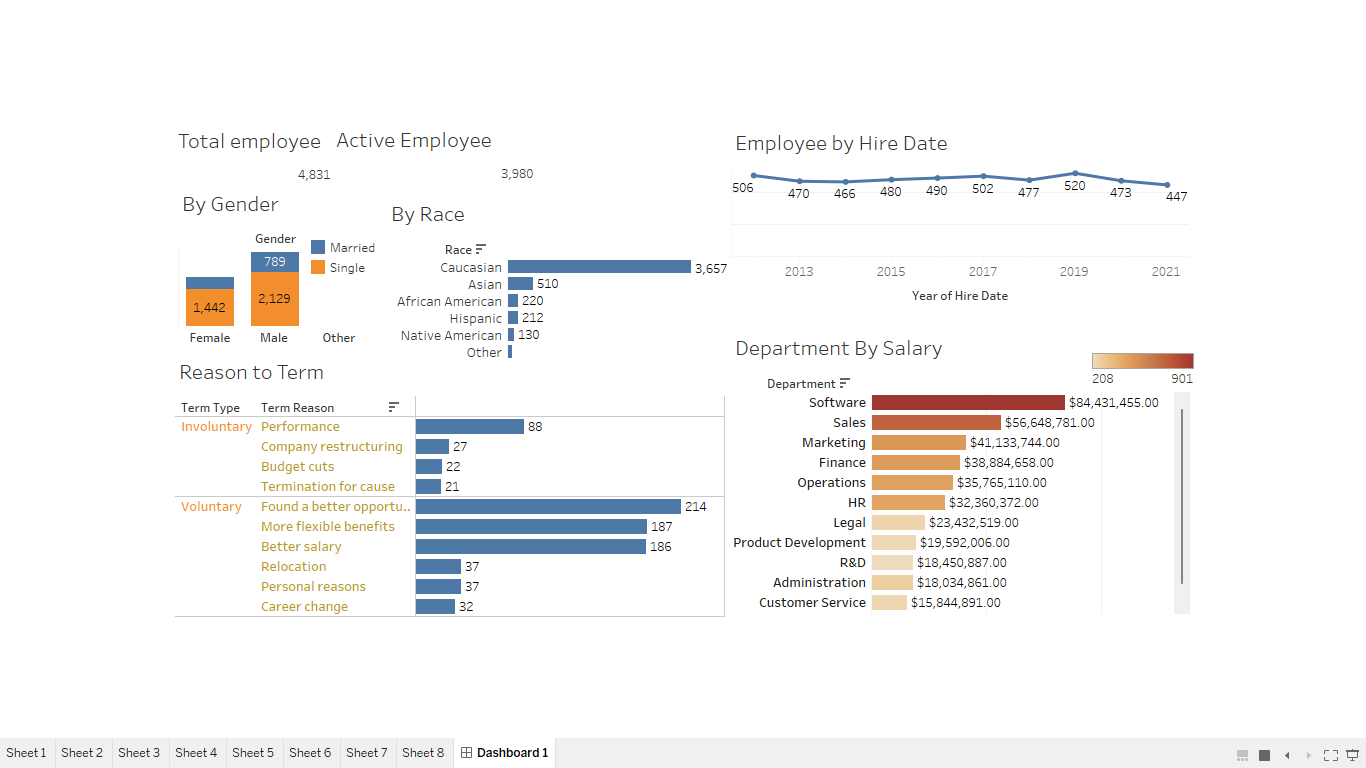 Total employee
4,831
Active Employee
3,980
By Gender
Gender
Married
Single
789
1,442
2,129
Female
Male
Other
By Race
Race
Caucasian 3,657
Asian 510
African American 220
Hispanic 212
Native American 130
Other
Reason to Term
Term Type Term Reason
Involuntary Performance 88
Company restructuring 27
Budget cuts 22
Termination for cause 21
Voluntary Found a better opportu.. 214
More flexible benefits 187
Better salary 186
Relocation 37
Personal reasons 37
Career change 32
Employee by Hire Date
506 470 466 480 490 502 477 520 473 447
2013 2015 2017 2019 2021
Year of Hire Date
Department By Salary
208 901
Department
Software $84,431,455.00
Sales $56,648,781.00
Marketing $41,133,744.00
Finance $38,884,658.00
Operations $35,765,110.00
HR $32,360,372.00
Legal $23,432,519.00
Product Development $19,592,006.00
R&D $18,450,887.00
Administration $18,034,861.00
Customer Service $15,844,891.00
Sheet 1 Sheet 2 Sheet 3 Sheet 4 Sheet 5 Sheet 6 Sheet 7 Sheet 8 Dashboard 1